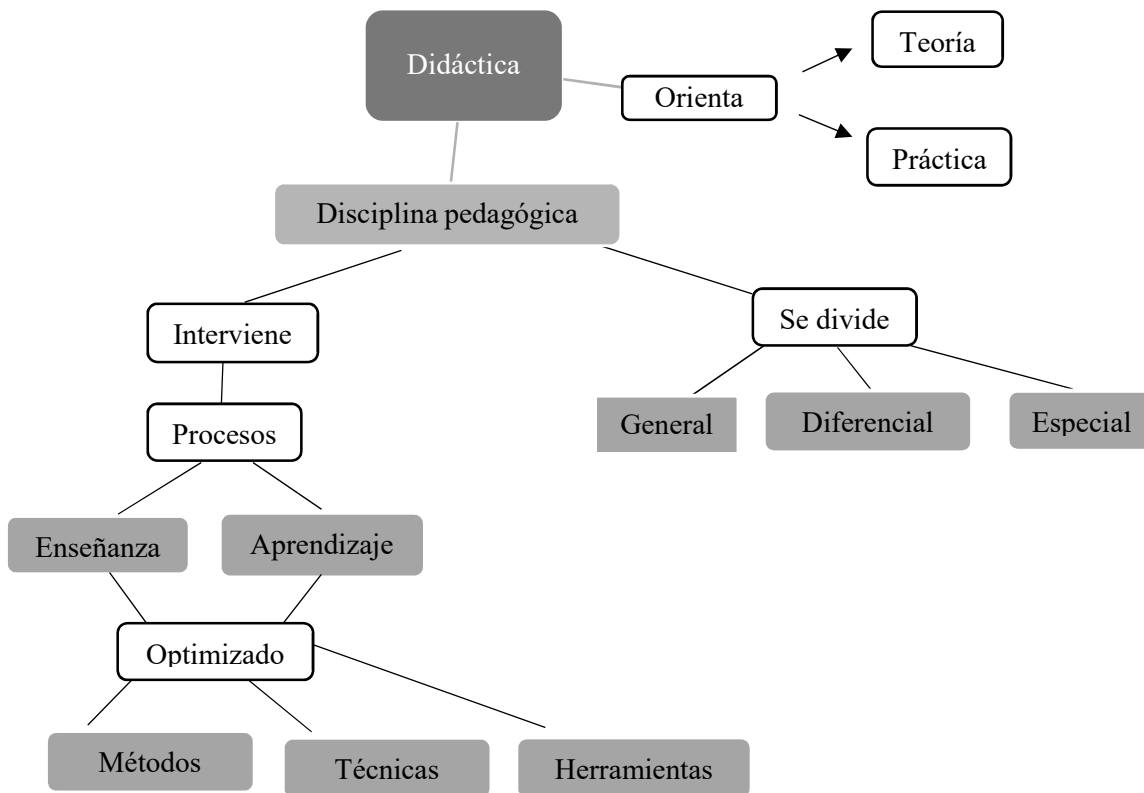 Didáctica
Orienta
Teoría
Práctica
Disciplina pedagógica
Interviene
Se divide
Procesos
General
Diferencial
Especial
Enseñanza
Aprendizaje
Optimizado
Métodos
Técnicas
Herramientas